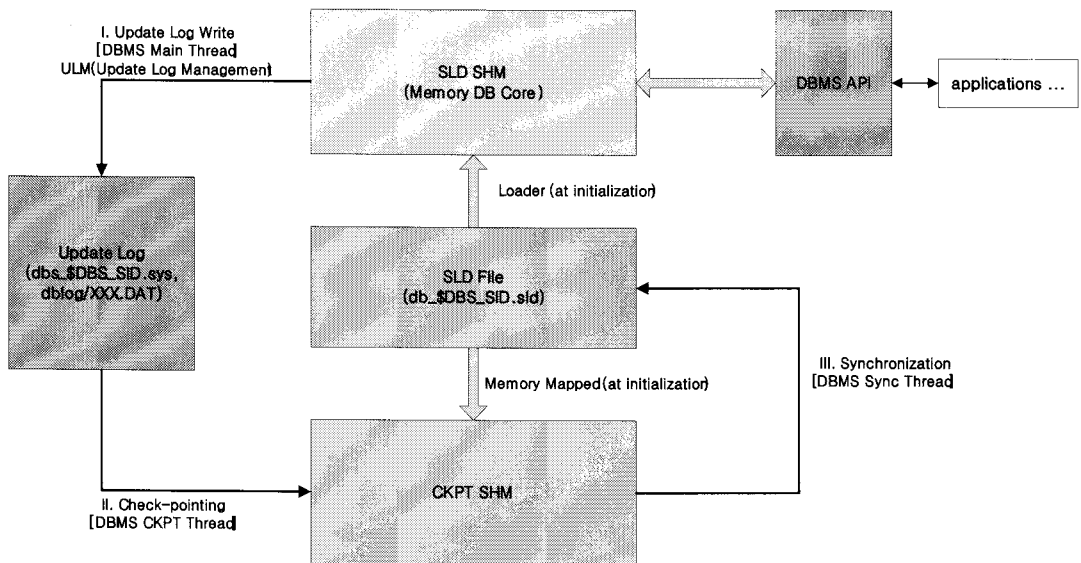 I. Update Log Write
[DBMS Main Thread]
ULM(Update Log Management)
SLD SHM
(Memory DB Core)
DBMS API
applications ...
Loader (at initialization)
Update Log
(dbs_$DBS_SID.sys,
dblog/XXX.DAT)
SLD File
(db_$DBS_SID.sld)
III. Synchronization
[DBMS Sync Thread]
Memory Mapped(at initialization)
CKPT SHM
II. Check-pointing
[DBMS CKPT Thread]